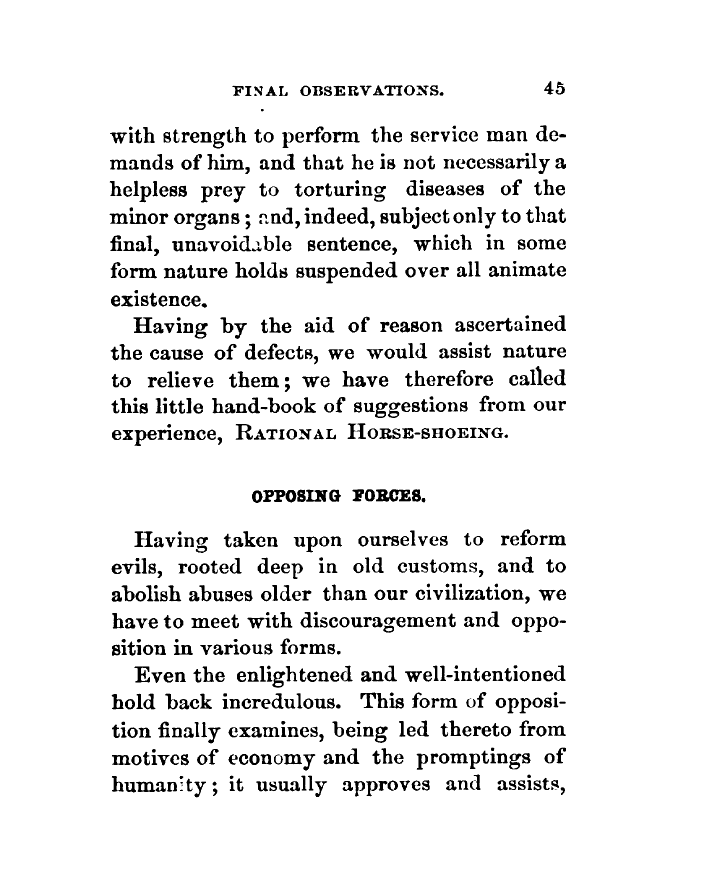 FINAL OBSERVATIONS. 45
with strength to perform the service man de-
mands of him, and that he is not necessarily a
helpless prey to torturing diseases of the
minor organs; and, indeed, subject only to that
final, unavoidable sentence, which in some
form nature holds suspended over all animate
existence.
Having by the aid of reason ascertained
the cause of defects, we would assist nature
to relieve them; we have therefore called
this little hand-book of suggestions from our
experience, RATIONAL HORSE-SHOEING.
OPPOSING FORCES.
Having taken upon ourselves to reform
evils, rooted deep in old customs, and to
abolish abuses older than our civilization, we
have to meet with discouragement and oppo-
sition in various forms.
Even the enlightened and well-intentioned
hold back incredulous. This form of opposi-
tion finally examines, being led thereto from
motives of economy and the promptings of
humanity; it usually approves and assists,